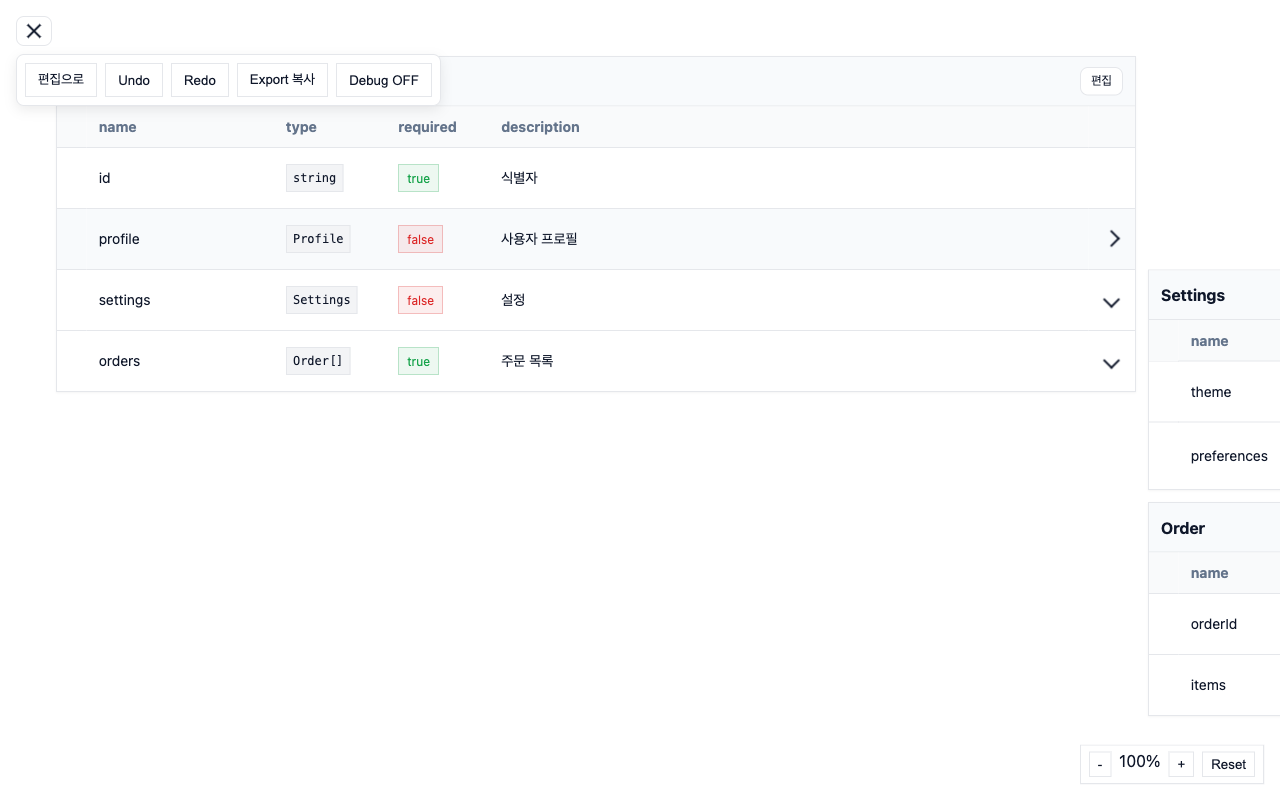 편집으로 Undo Redo Export 복사 Debug OFF
편집
name type required description
id string true 식별자
profile Profile false 사용자 프로필
settings Settings false 설정
orders Order[] true 주문 목록
Settings
name
theme
preferences
Order
name
orderId
items
- 100% + Reset